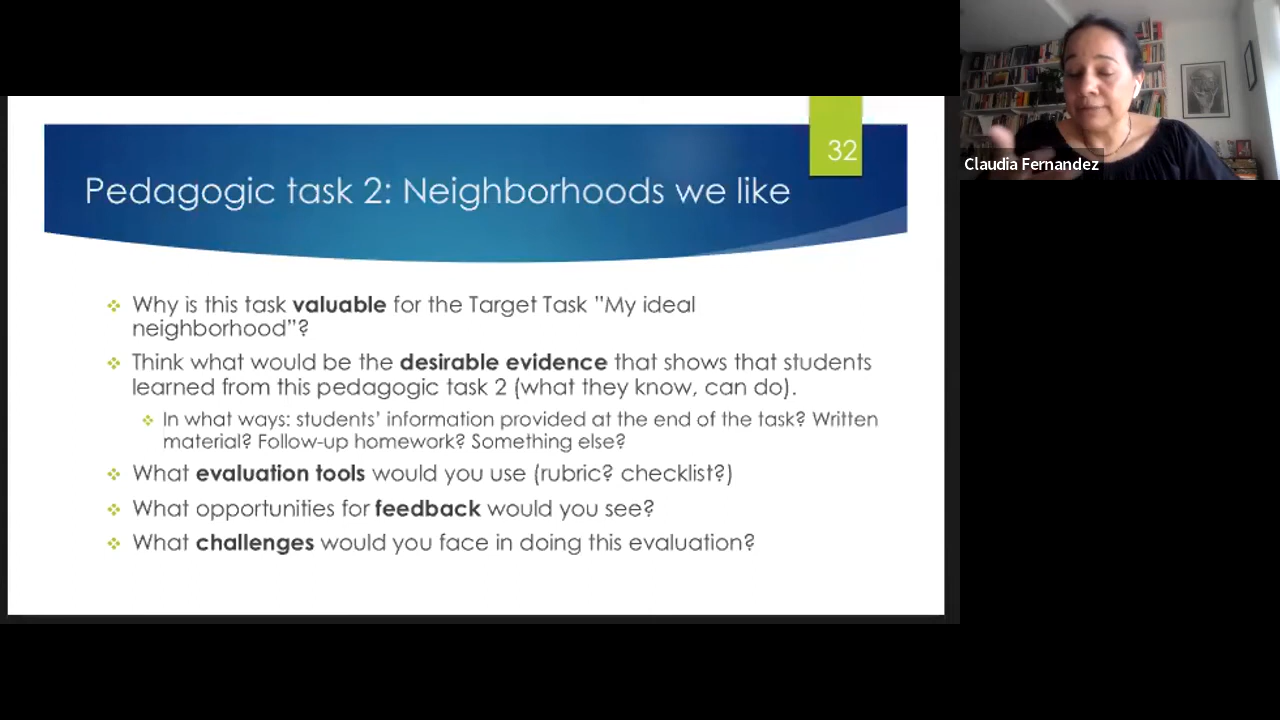 32
Pedagogic task 2: Neighborhoods we like
Why is this task valuable for the Target Task ”My ideal
neighborhood”?
Think what would be the desirable evidence that shows that students
learned from this pedagogic task 2 (what they know, can do).
In what ways: students’ information provided at the end of the task? Written
material? Follow-up homework? Something else?
What evaluation tools would you use (rubric? checklist?)
What opportunities for feedback would you see?
What challenges would you face in doing this evaluation?
Claudia Fernandez